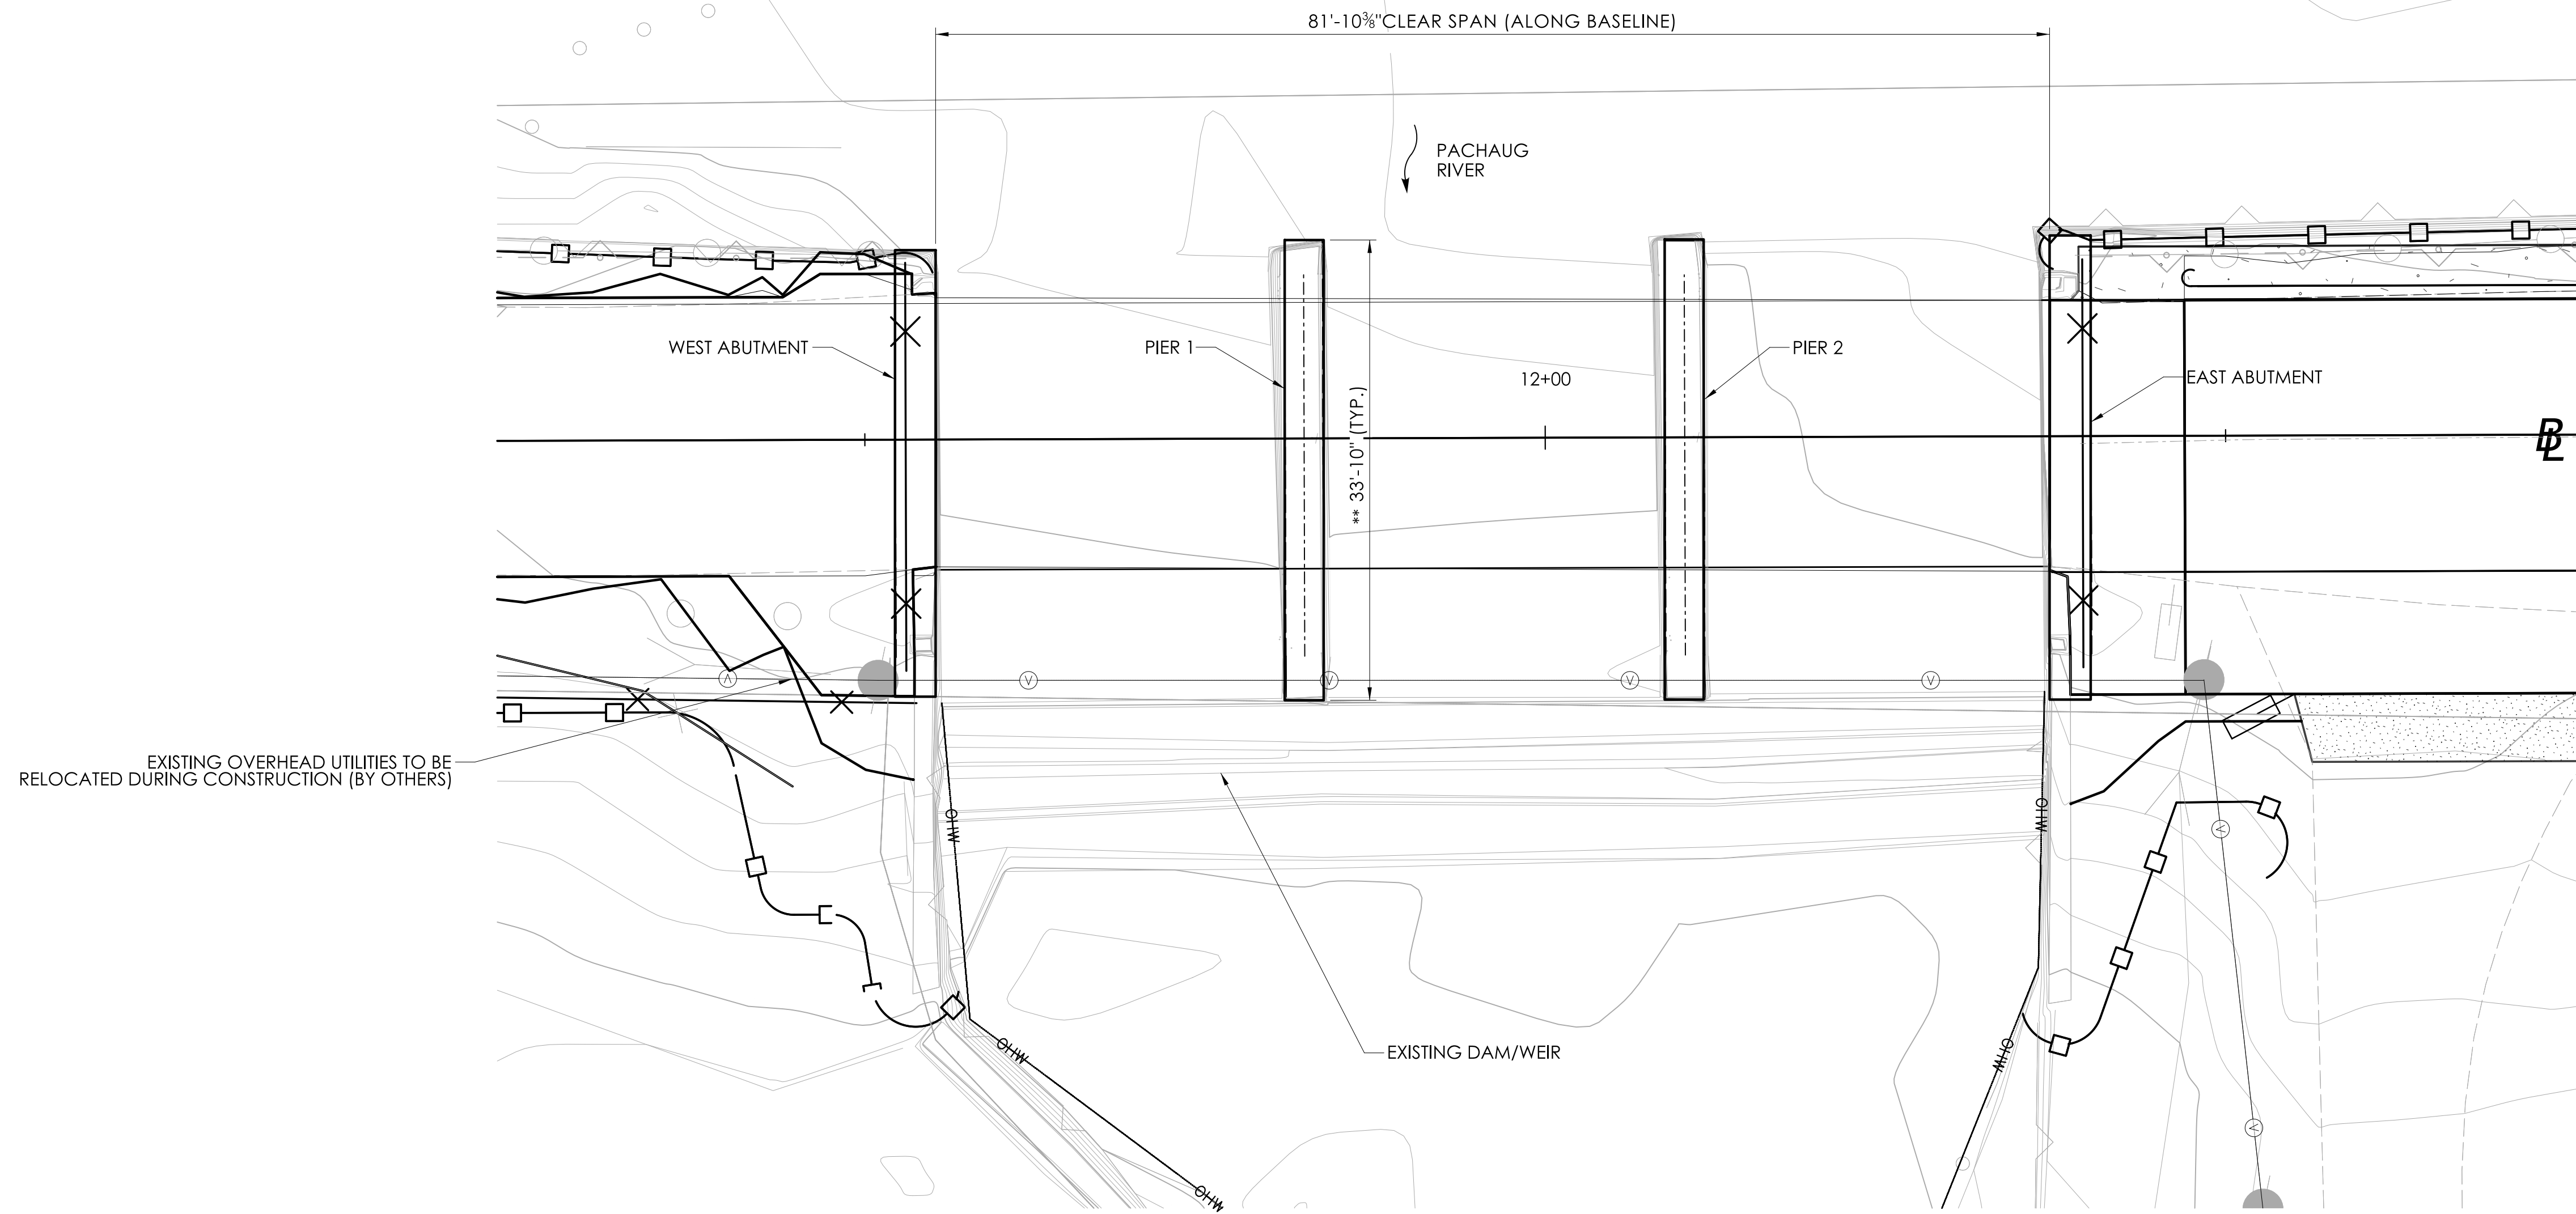 81'-10⅜" CLEAR SPAN (ALONG BASELINE)
PACHAUG
RIVER
WEST ABUTMENT
PIER 1
12+00
PIER 2
EAST ABUTMENT
** 33'-10" (TYP.)
BL
EXISTING OVERHEAD UTILITIES TO BE
RELOCATED DURING CONSTRUCTION (BY OTHERS)
OHW
OHW
OHW
OHW
OHW
EXISTING DAM/WEIR